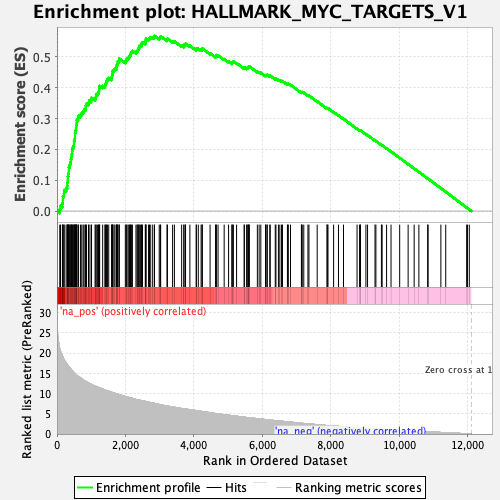 Enrichment plot: HALLMARK_MYC_TARGETS_V1
Enrichment score (ES)
0.5
0.4
0.3
0.2
0.1
0.0
'na_pos' (positively correlated)
Ranked list metric (PreRanked)
30
25
20
15
10
5
0
Zero cross at 1
'na_neg' (negatively correlated)
0
2,000
4,000
6,000
8,000
10,000
12,000
Rank in Ordered Dataset
Enrichment profile
Hits
Ranking metric scores